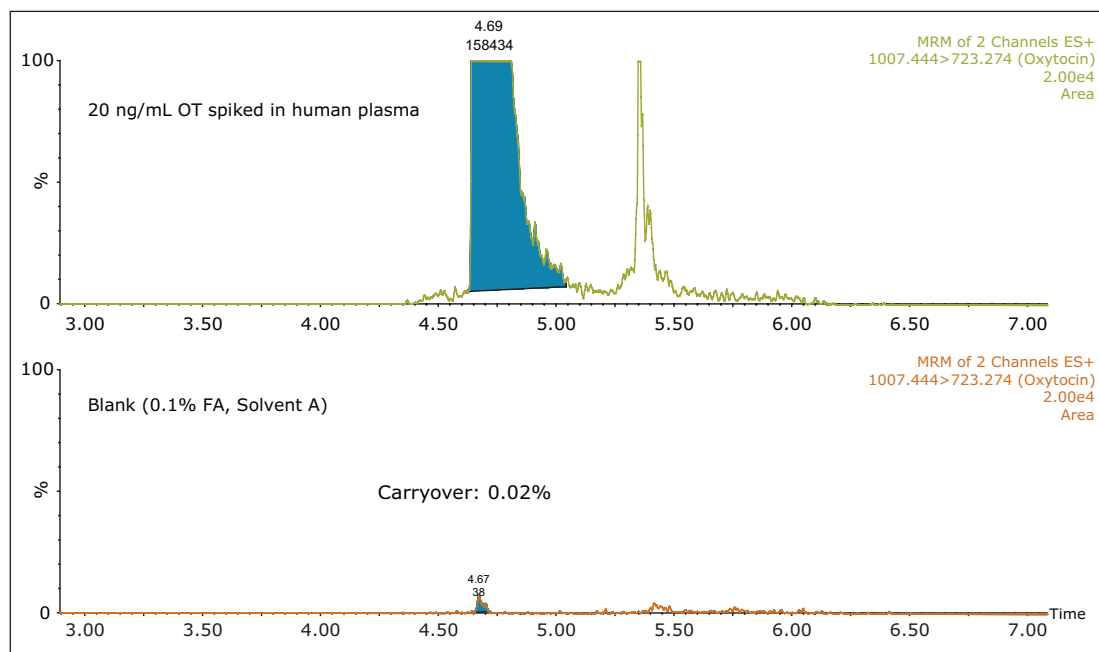 4.69
158434
MRM of 2 Channels ES+
1007.444>723.274 (Oxytocin)
2.00e4
Area
100
20 ng/mL OT spiked in human plasma
%
0
3.00 3.50 4.00 4.50 5.00 5.50 6.00 6.50 7.00
MRM of 2 Channels ES+
1007.444>723.274 (Oxytocin)
2.00e4
Area
100
Blank (0.1% FA, Solvent A)
%
Carryover: 0.02%
4.67
38
0
Time
3.00 3.50 4.00 4.50 5.00 5.50 6.00 6.50 7.00